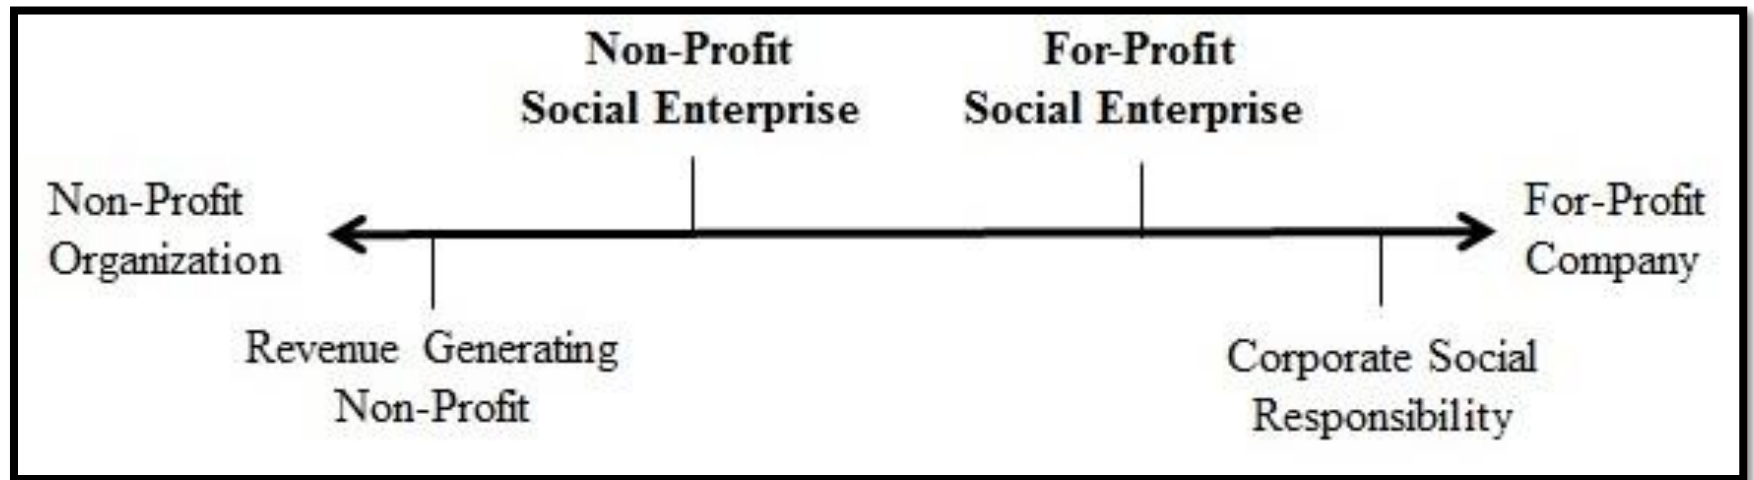 Non-Profit
Social Enterprise
For-Profit
Social Enterprise
Non-Profit
Organization
For-Profit
Company
Revenue Generating
Non-Profit
Corporate Social
Responsibility